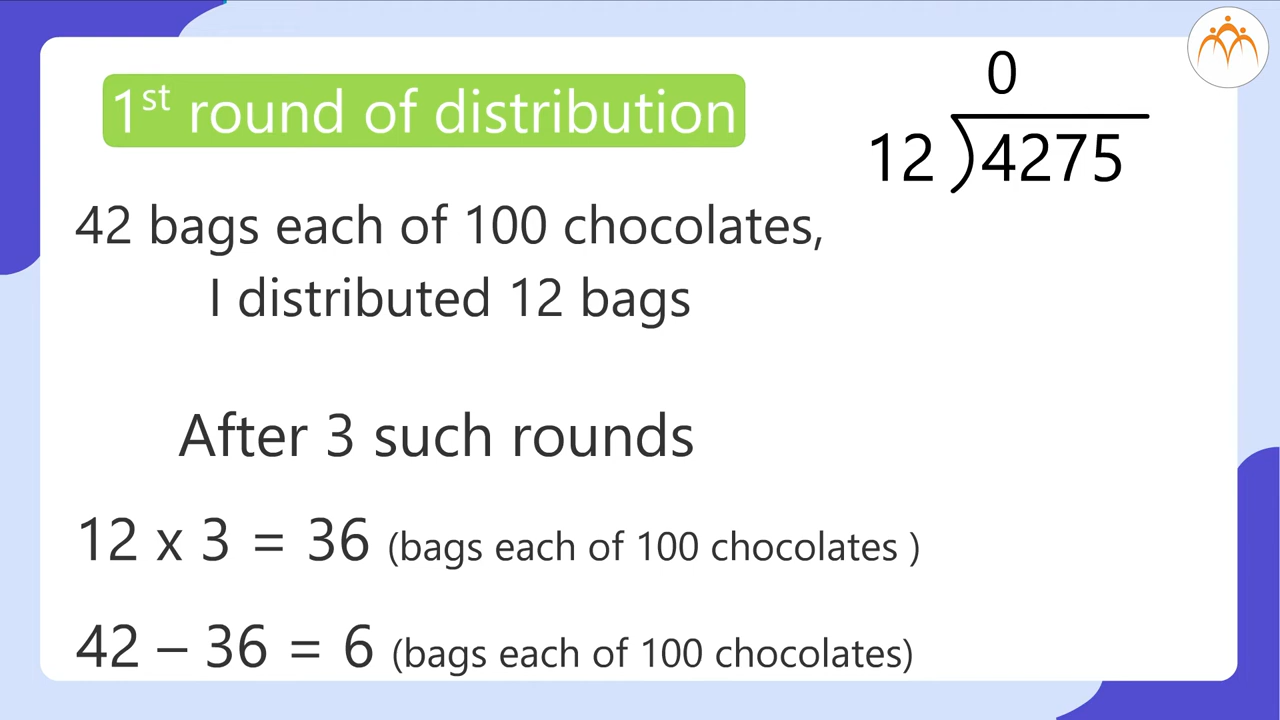 1st round of distribution
0
12 )4275
42 bags each of 100 chocolates,
I distributed 12 bags
After 3 such rounds
12 x 3 = 36 (bags each of 100 chocolates )
42 – 36 = 6 (bags each of 100 chocolates)